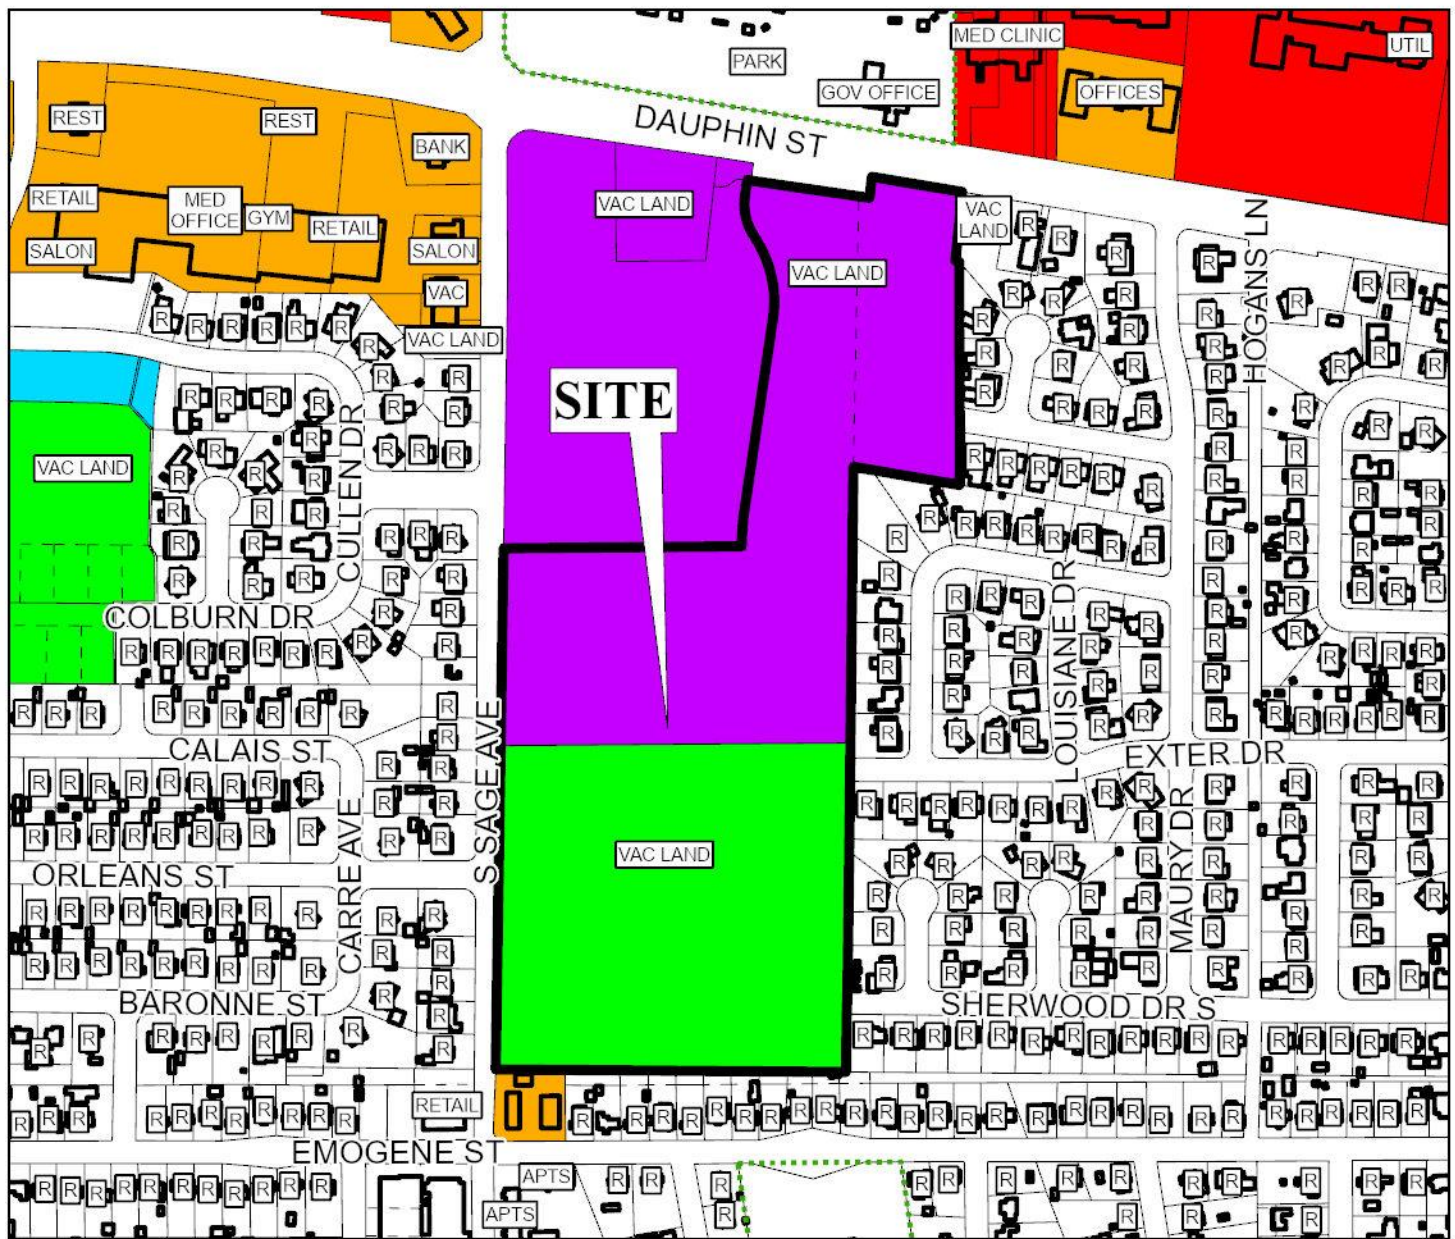 MED CLINIC
UTIL
PARK
GOV OFFICE
OFFICES
REST
REST
BANK
DAUPHIN ST
RETAIL
MED
OFFICE
GYM
RETAIL
SALON
SALON
VAC
VAC LAND
VAC LAND
VAC
LAND
VAC LAND
HOGANS LN
SITE
CULLEN DR
VAC LAND
COLBURN DR
LOUISIANE DR
S SAGE AVE
CALAIS ST
EXTER DR
CARRE AVE
ORLEANS ST
VAC LAND
MAURY DR
BARONNE ST
SHERWOOD DR S
RETAIL
EMOGENE ST
APTS
APTS
R